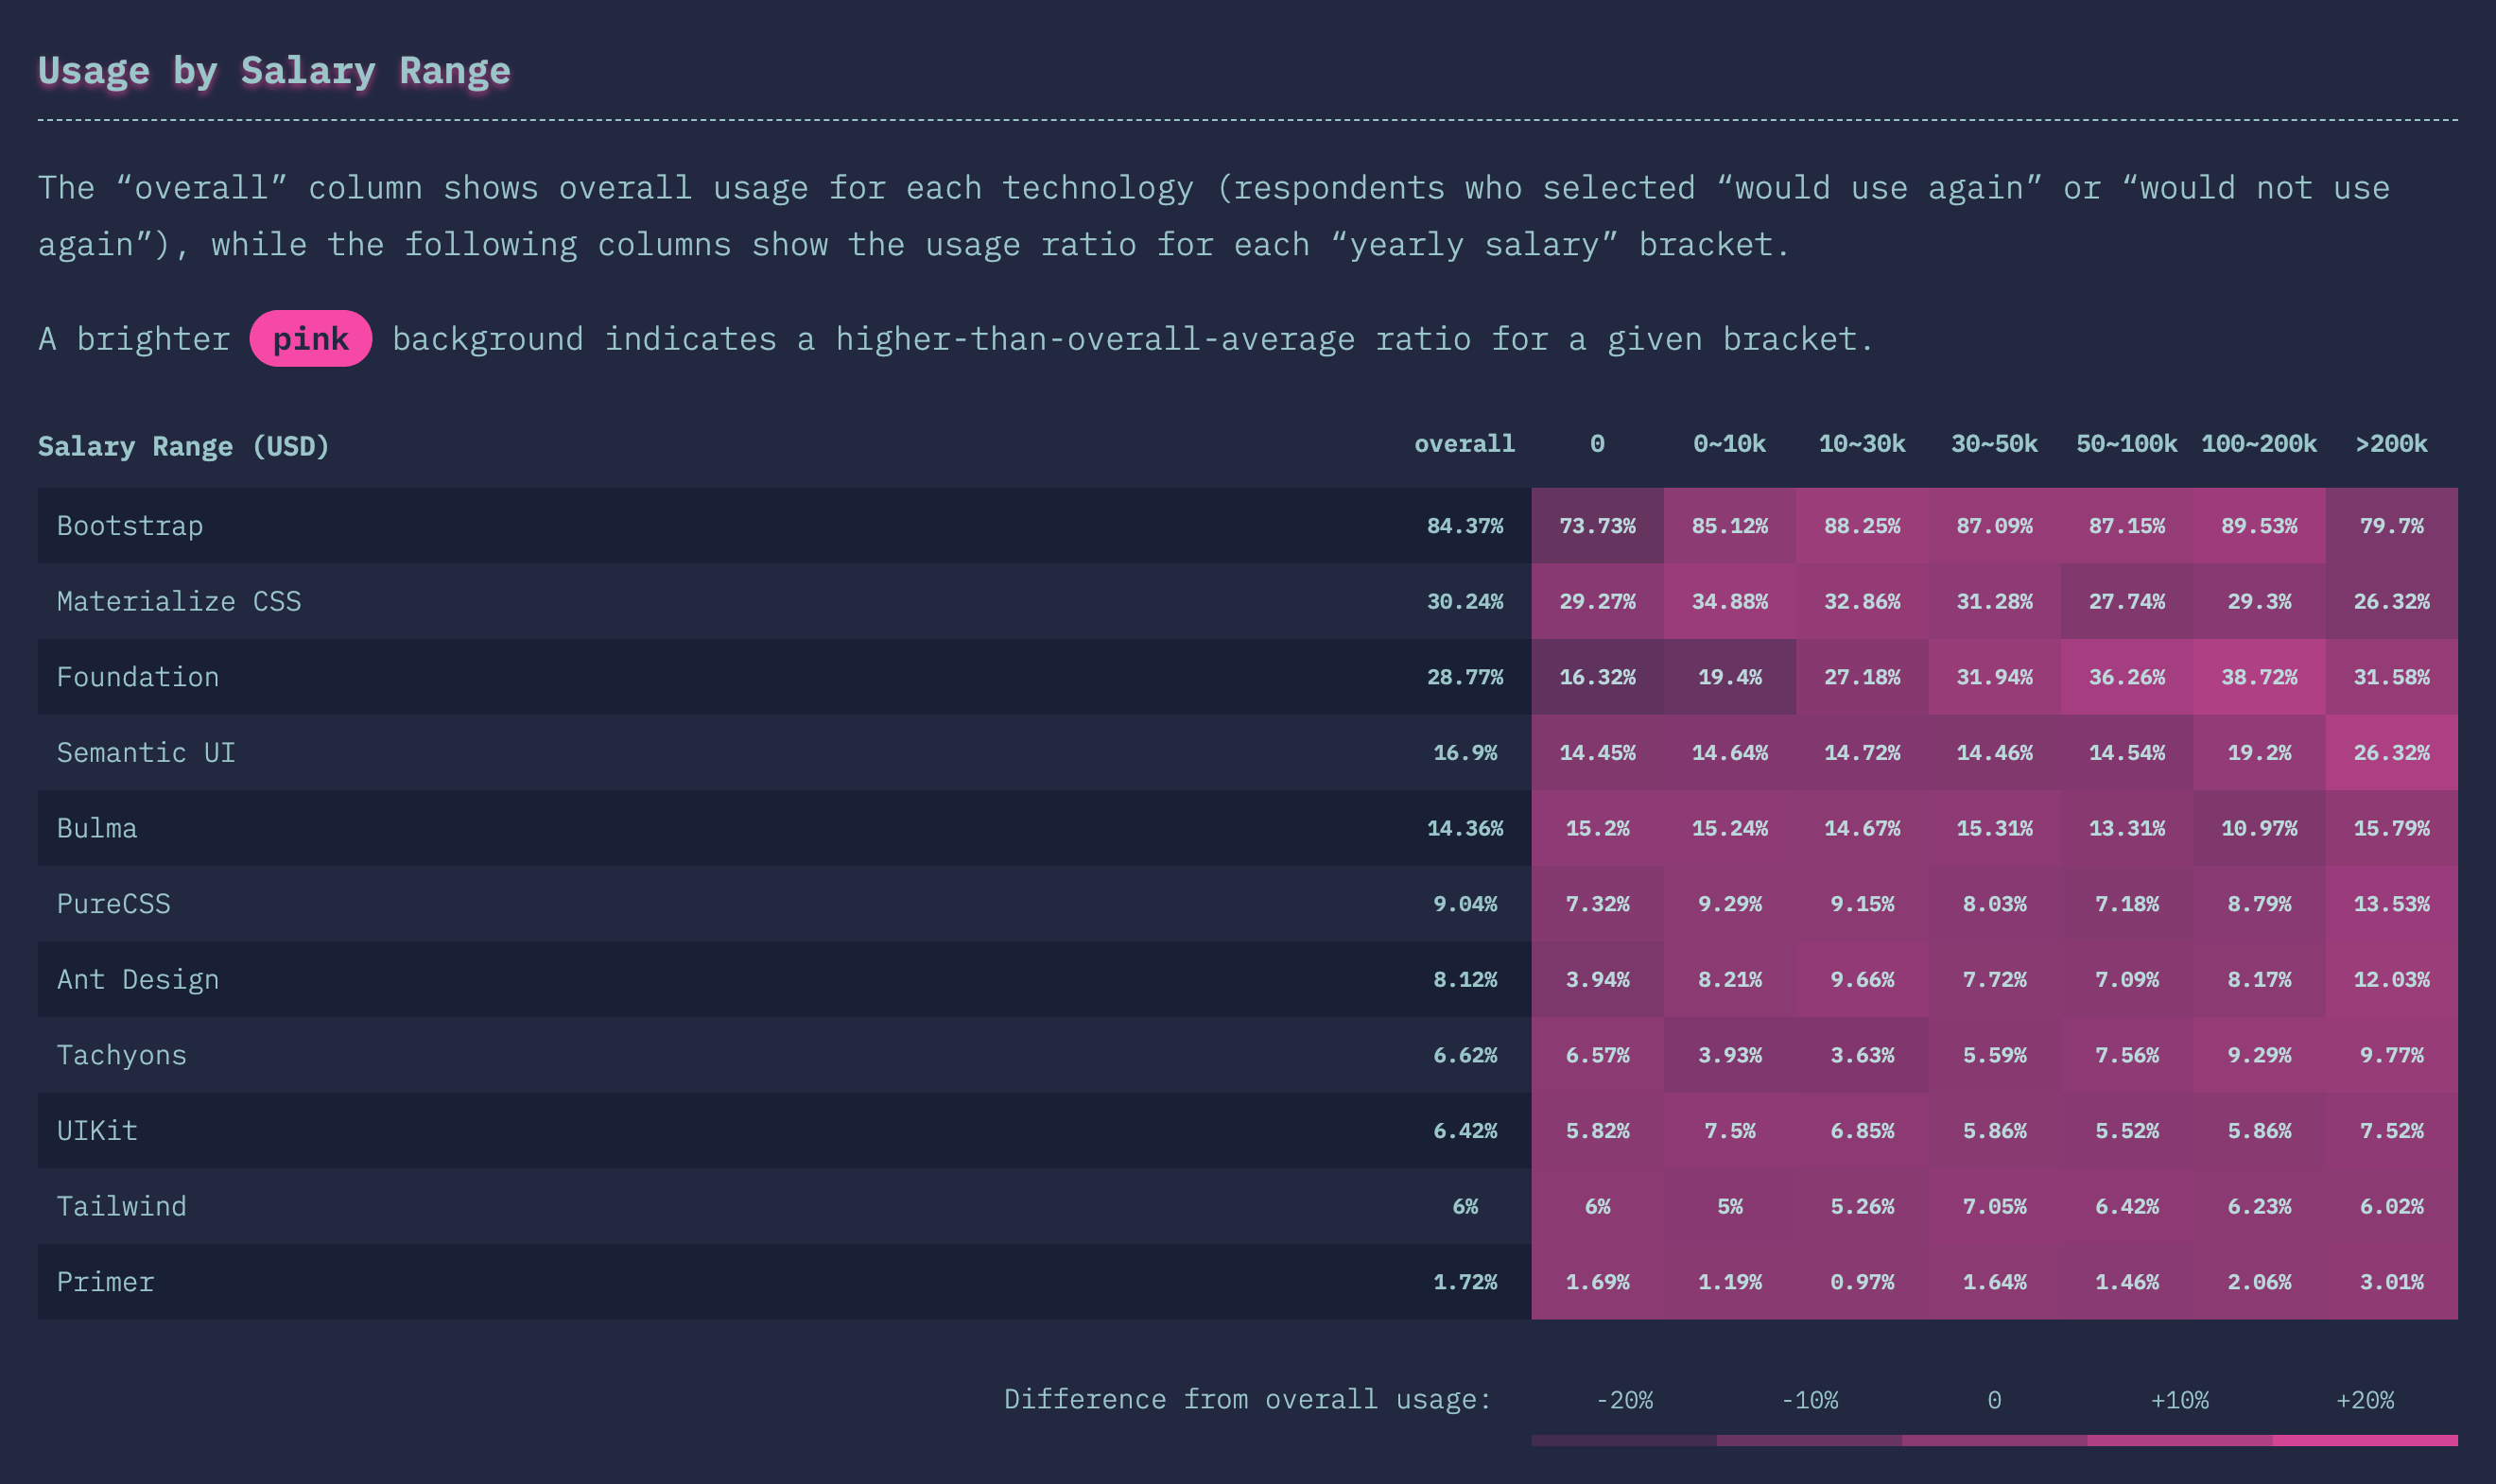 Usage by Salary Range
The “overall” column shows overall usage for each technology (respondents who selected “would use again” or “would not use
again”), while the following columns show the usage ratio for each “yearly salary” bracket.
A brighter pink background indicates a higher-than-overall-average ratio for a given bracket.
Salary Range (USD) overall 0 0~10k 10~30k 30~50k 50~100k 100~200k >200k
Bootstrap 84.37% 73.73% 85.12% 88.25% 87.09% 87.15% 89.53% 79.7%
Materialize CSS 30.24% 29.27% 34.88% 32.86% 31.28% 27.74% 29.3% 26.32%
Foundation 28.77% 16.32% 19.4% 27.18% 31.94% 36.26% 38.72% 31.58%
Semantic UI 16.9% 14.45% 14.64% 14.72% 14.46% 14.54% 19.2% 26.32%
Bulma 14.36% 15.2% 15.24% 14.67% 15.31% 13.31% 10.97% 15.79%
PureCSS 9.04% 7.32% 9.29% 9.15% 8.03% 7.18% 8.79% 13.53%
Ant Design 8.12% 3.94% 8.21% 9.66% 7.72% 7.09% 8.17% 12.03%
Tachyons 6.62% 6.57% 3.93% 3.63% 5.59% 7.56% 9.29% 9.77%
UIKit 6.42% 5.82% 7.5% 6.85% 5.86% 5.52% 5.86% 7.52%
Tailwind 6% 6% 5% 5.26% 7.05% 6.42% 6.23% 6.02%
Primer 1.72% 1.69% 1.19% 0.97% 1.64% 1.46% 2.06% 3.01%
Difference from overall usage: -20% -10% 0 +10% +20%